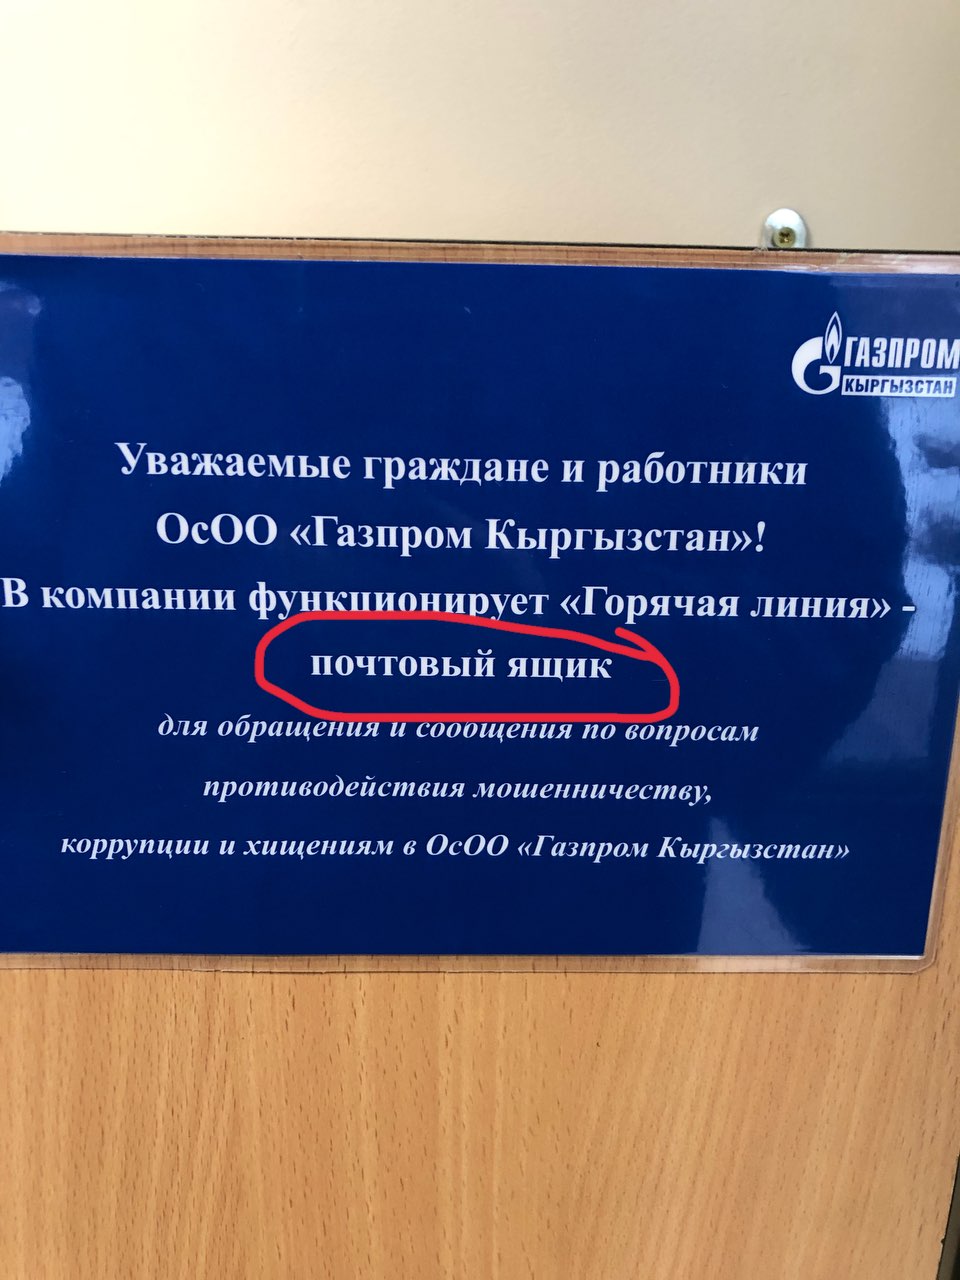 ГАЗПРОМ
КЫРГЫЗСТАН
Уважаемые граждане и работники
ОсОО «Газпром Кыргызстан»!
В компании функционирует «Горячая линия» -
почтовый ящик
для обращения и сообщения по вопросам
противодействия мошенничеству,
коррупции и хищениям в ОсОО «Газпром Кыргызстан»